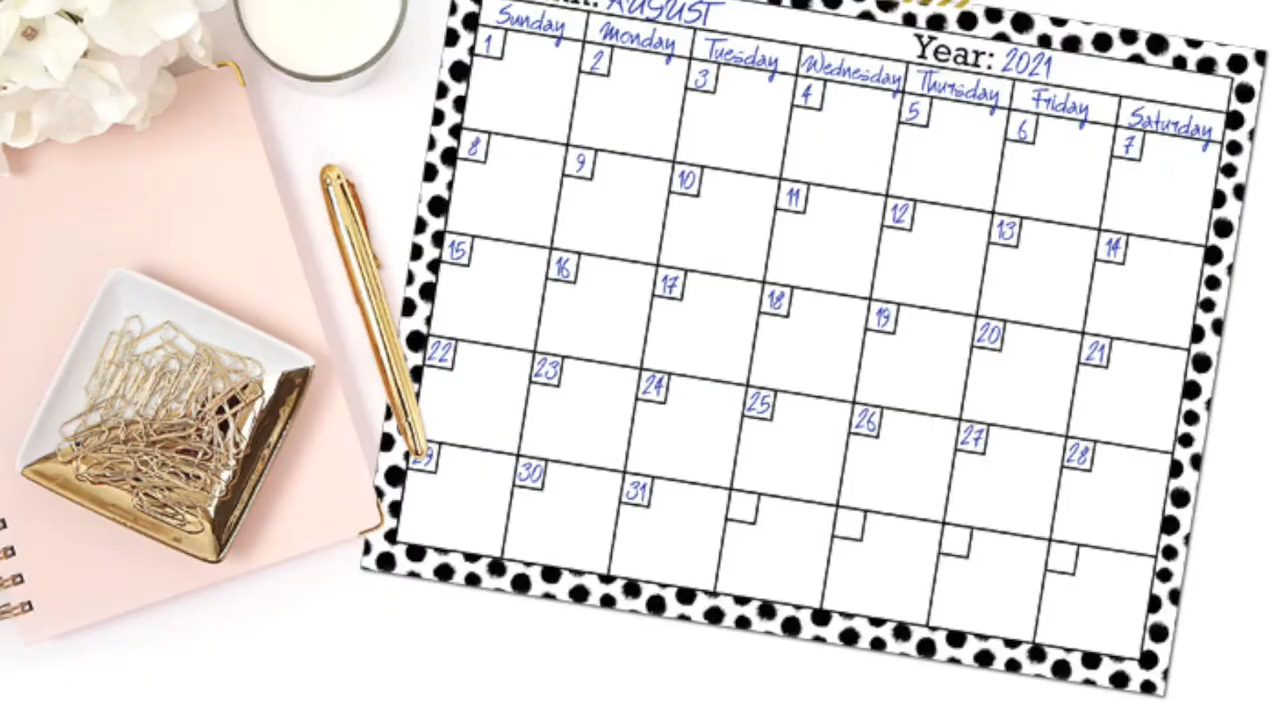 AUGUST
Year: 2021
Sunday Monday Tuesday Wednesday Thursday Friday Saturday
1 2 3 4 5 6 7
8 9 10 11 12 13 14
15 16 17 18 19 20 21
22 23 24 25 26 27 28
29 30 31